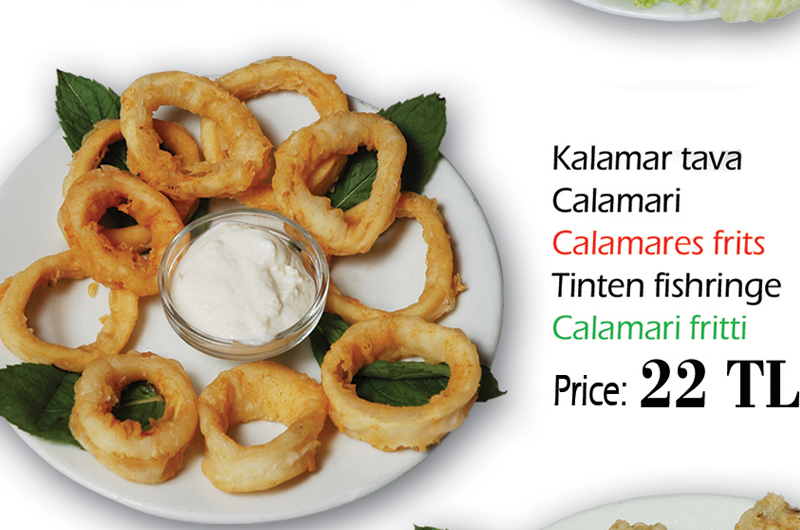 Kalamar tava
Calamari
Calamares frits
Tinten fishringe
Calamari fritti
Price: 22 TL